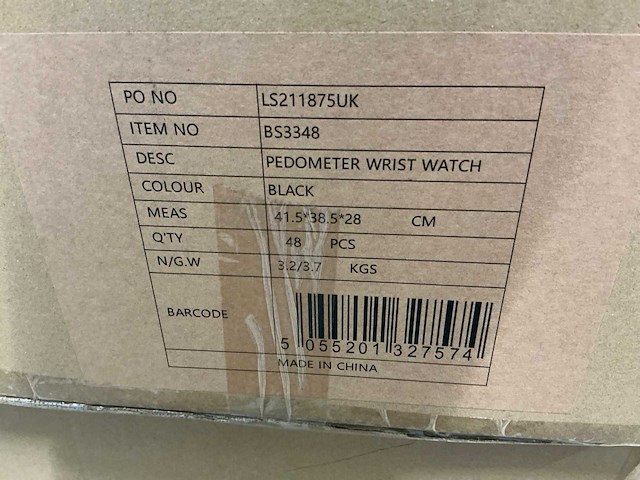 PO NO LS211875UK
ITEM NO BS3348
DESC PEDOMETER WRIST WATCH
COLOUR BLACK
MEAS 41.5*38.5*28 CM
Q'TY 48 PCS
N/G.W 3.2/3.7 KGS
BARCODE
5 055201 327574
MADE IN CHINA